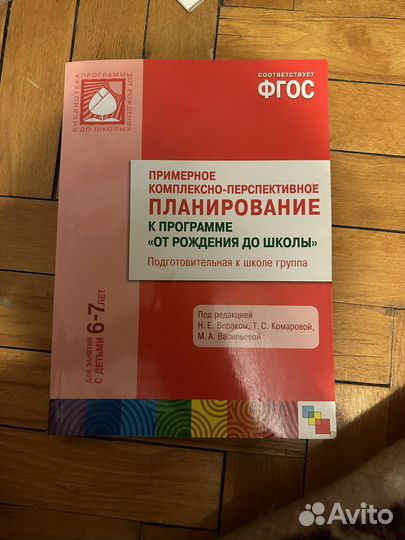 БИБЛИОТЕКА ПРОГРАММЫ
"ОТ РОЖДЕНИЯ
ДО ШКОЛЫ"
СООТВЕТСТВУЕТ
ФГОС
ПРИМЕРНОЕ
КОМПЛЕКСНО-ПЕРСПЕКТИВНОЕ
ПЛАНИРОВАНИЕ
К ПРОГРАММЕ
«ОТ РОЖДЕНИЯ ДО ШКОЛЫ»
Подготовительная к школе группа
Под редакцией
Н. Е. Вераксы, Т. С. Комаровой,
М. А. Васильевой
ДЛЯ ЗАНЯТИЙ
С ДЕТЬМИ 6-7 ЛЕТ
Avito